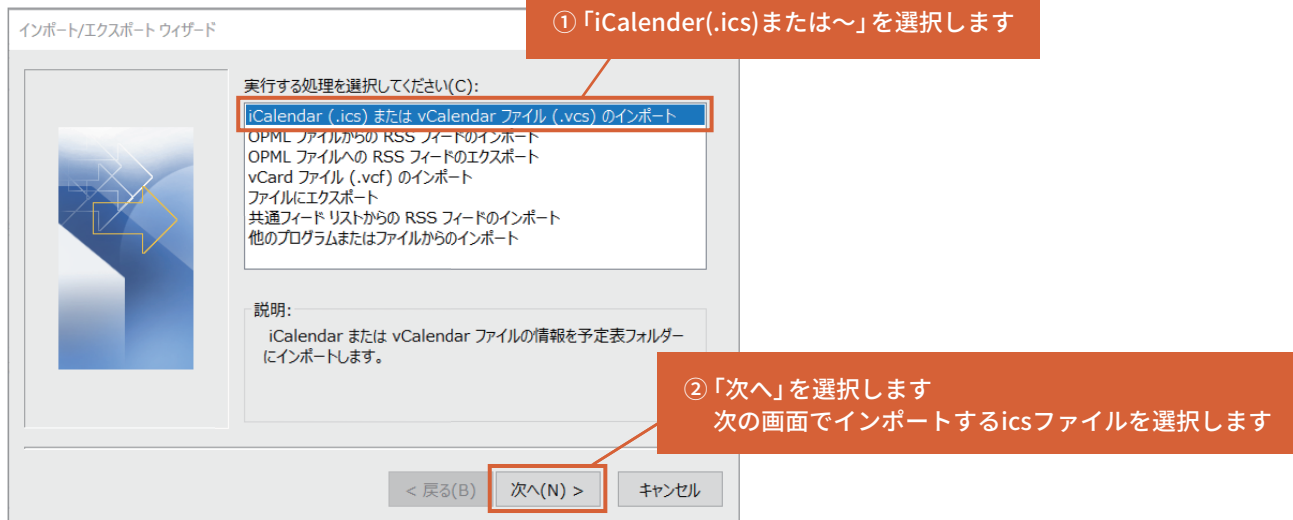 インポート/エクスポート ウィザード
①「iCalender(.ics)または～」を選択します
実行する処理を選択してください(C):
iCalendar (.ics) または vCalendar ファイル (.vcs) のインポート
OPML ファイルからの RSS フィードのインポート
OPML ファイルへの RSS フィードのエクスポート
vCard ファイル (.vcf) のインポート
ファイルにエクスポート
共通フィード リストからの RSS フィードのインポート
他のプログラムまたはファイルからのインポート
説明:
iCalendar または vCalendar ファイルの情報を予定表フォルダー
にインポートします。
②「次へ」を選択します
次の画面でインポートするicsファイルを選択します
< 戻る(B)
次へ(N) >
キャンセル